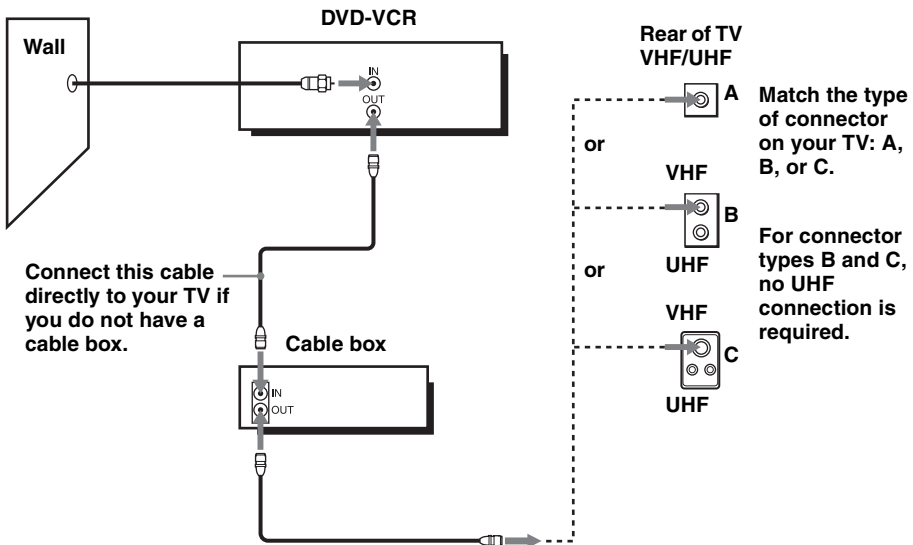 DVD-VCR
Wall
IN
OUT
Connect this cable
directly to your TV if
you do not have a
cable box.
Cable box
IN
OUT
Rear of TV
VHF/UHF
A
or
VHF
B
UHF
or
VHF
C
UHF
Match the type
of connector
on your TV: A,
B, or C.
For connector
types B and C,
no UHF
connection is
required.